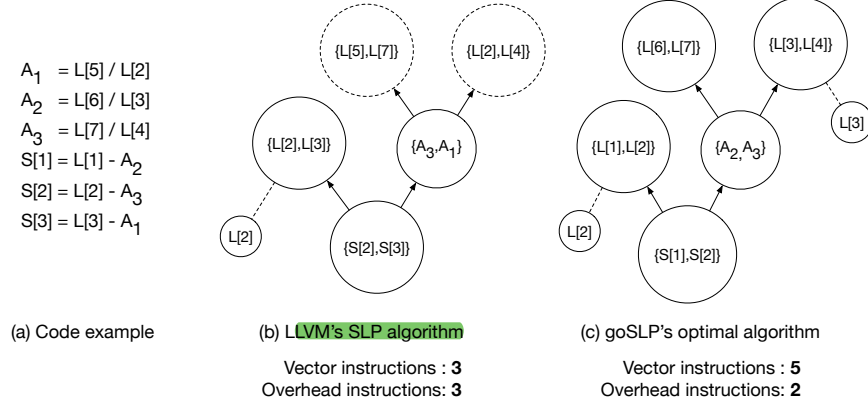 A1 = L[5] / L[2]
A2 = L[6] / L[3]
A3 = L[7] / L[4]
S[1] = L[1] - A2
S[2] = L[2] - A3
S[3] = L[3] - A1
(a) Code example
{L[5],L[7]}
{L[2],L[4]}
{L[2],L[3]}
{A3,A1}
L[2]
{S[2],S[3]}
(b) LLVM's SLP algorithm
Vector instructions : 3
Overhead instructions: 3
{L[6],L[7]}
{L[3],L[4]}
L[3]
{L[1],L[2]}
{A2,A3}
L[2]
{S[1],S[2]}
(c) goSLP's optimal algorithm
Vector instructions : 5
Overhead instructions: 2